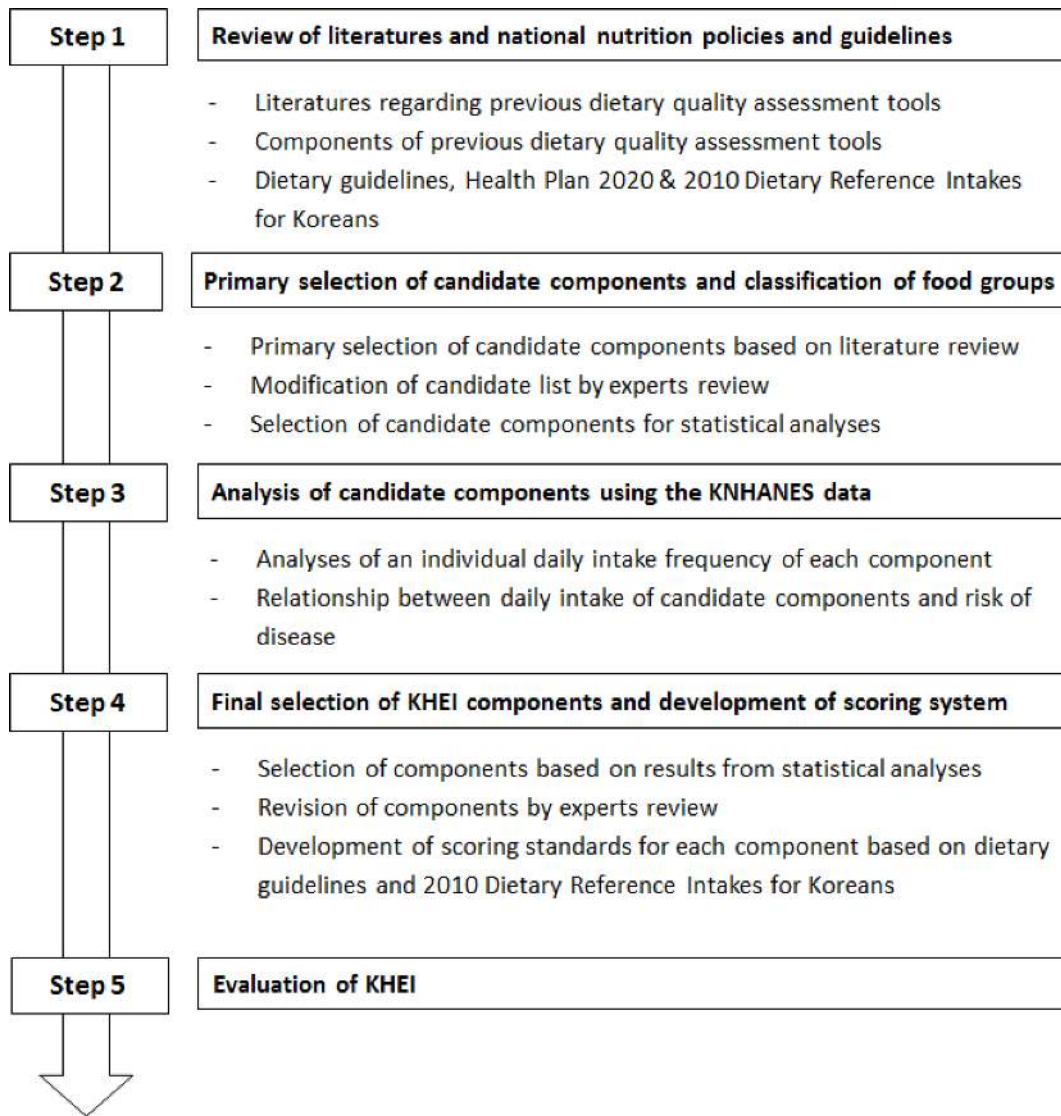 Step 1
Review of literatures and national nutrition policies and guidelines
- Literatures regarding previous dietary quality assessment tools
- Components of previous dietary quality assessment tools
- Dietary guidelines, Health Plan 2020 & 2010 Dietary Reference Intakes
for Koreans
Step 2
Primary selection of candidate components and classification of food groups
- Primary selection of candidate components based on literature review
- Modification of candidate list by experts review
- Selection of candidate components for statistical analyses
Step 3
Analysis of candidate components using the KNHANES data
- Analyses of an individual daily intake frequency of each component
- Relationship between daily intake of candidate components and risk of
disease
Step 4
Final selection of KHEI components and development of scoring system
- Selection of components based on results from statistical analyses
- Revision of components by experts review
- Development of scoring standards for each component based on dietary
guidelines and 2010 Dietary Reference Intakes for Koreans
Step 5
Evaluation of KHEI